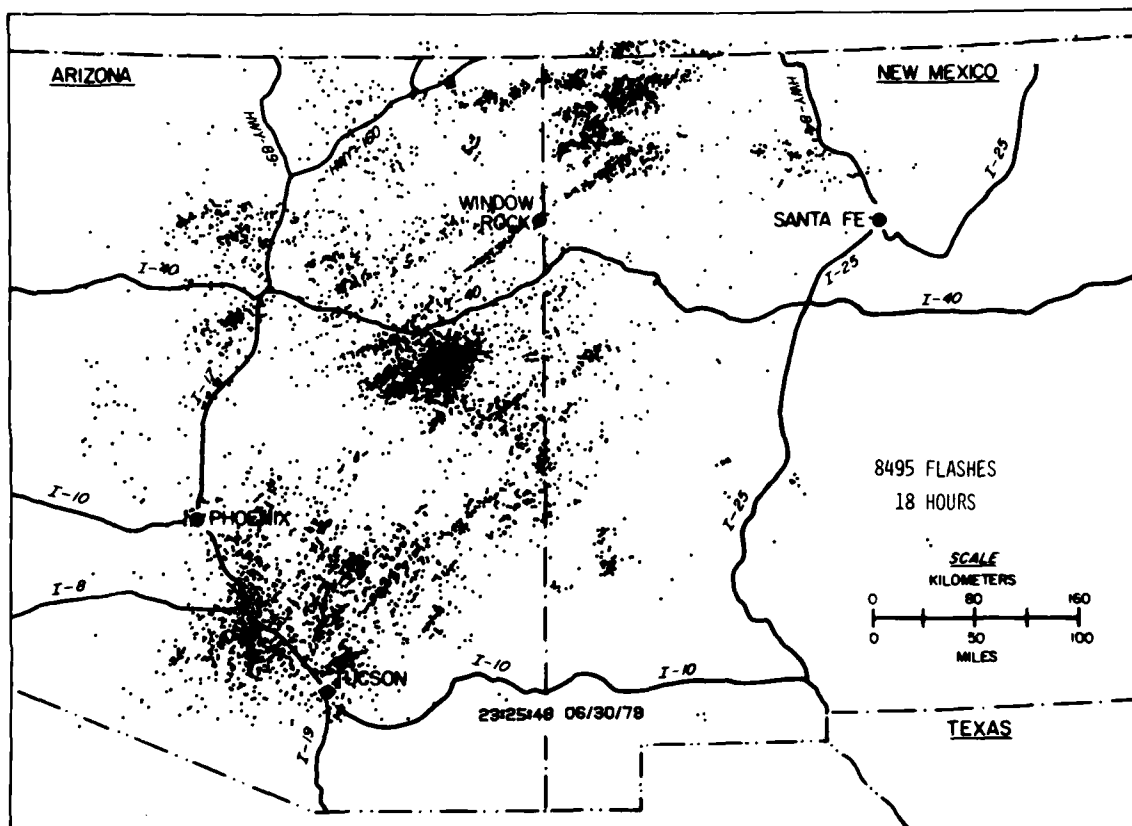 ARIZONA
NEW MEXICO
HWY-89
HWY-160
HWY-84
I-25
WINDOW
ROCK
SANTA FE
I-25
I-40
I-40
I-40
I-17
8495 FLASHES
18 HOURS
I-10
PHOENIX
I-25
SCALE
KILOMETERS
0 80 160
0 50 100
MILES
I-8
TUCSON
I-10
I-10
23:25:48 06/30/78
I-19
TEXAS